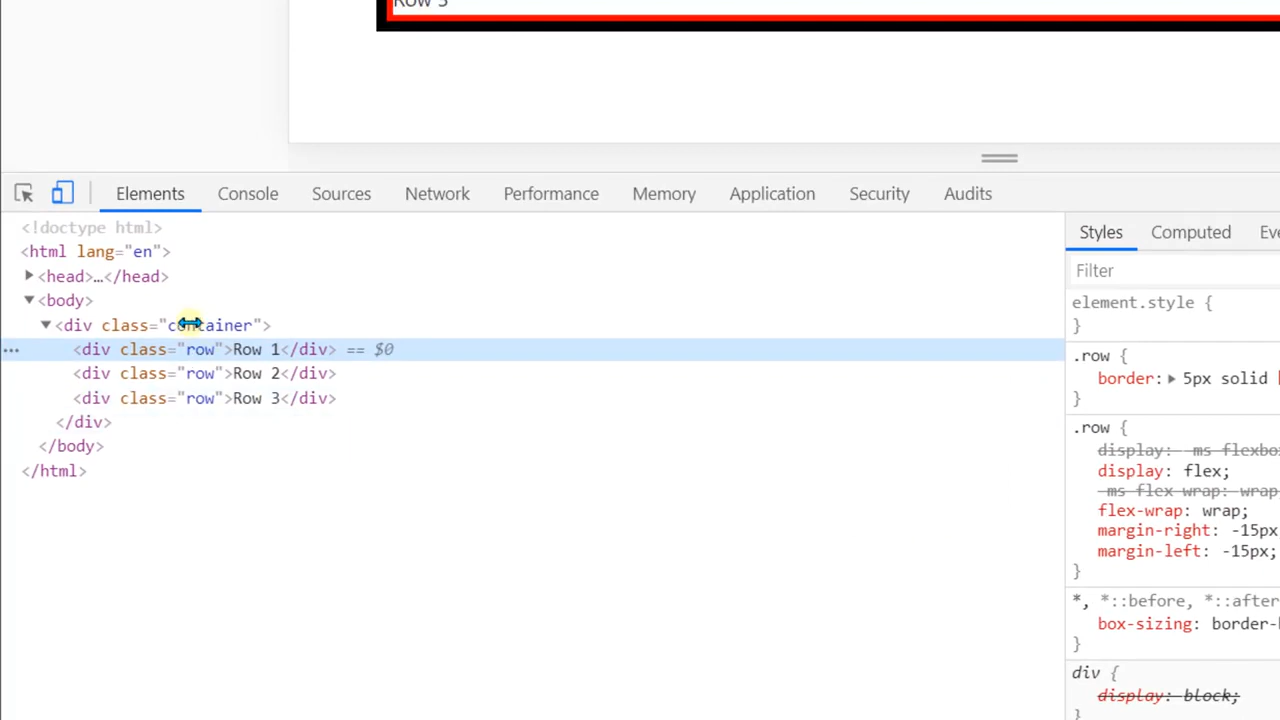 Row 3
Elements Console Sources Network Performance Memory Application Security Audits
<!doctype html>
<html lang="en">
<head>…</head>
<body>
<div class="container">
<div class="row">Row 1</div> == $0
<div class="row">Row 2</div>
<div class="row">Row 3</div>
</div>
</body>
</html>
Styles Computed Eve
Filter
element.style {
}
.row {
border: 5px solid
}
.row {
display: -ms-flexbo
display: flex;
-ms-flex-wrap: wrap
flex-wrap: wrap;
margin-right: -15px
margin-left: -15px;
}
*, *::before, *::after
box-sizing: border-b
}
div {
display: block;
}